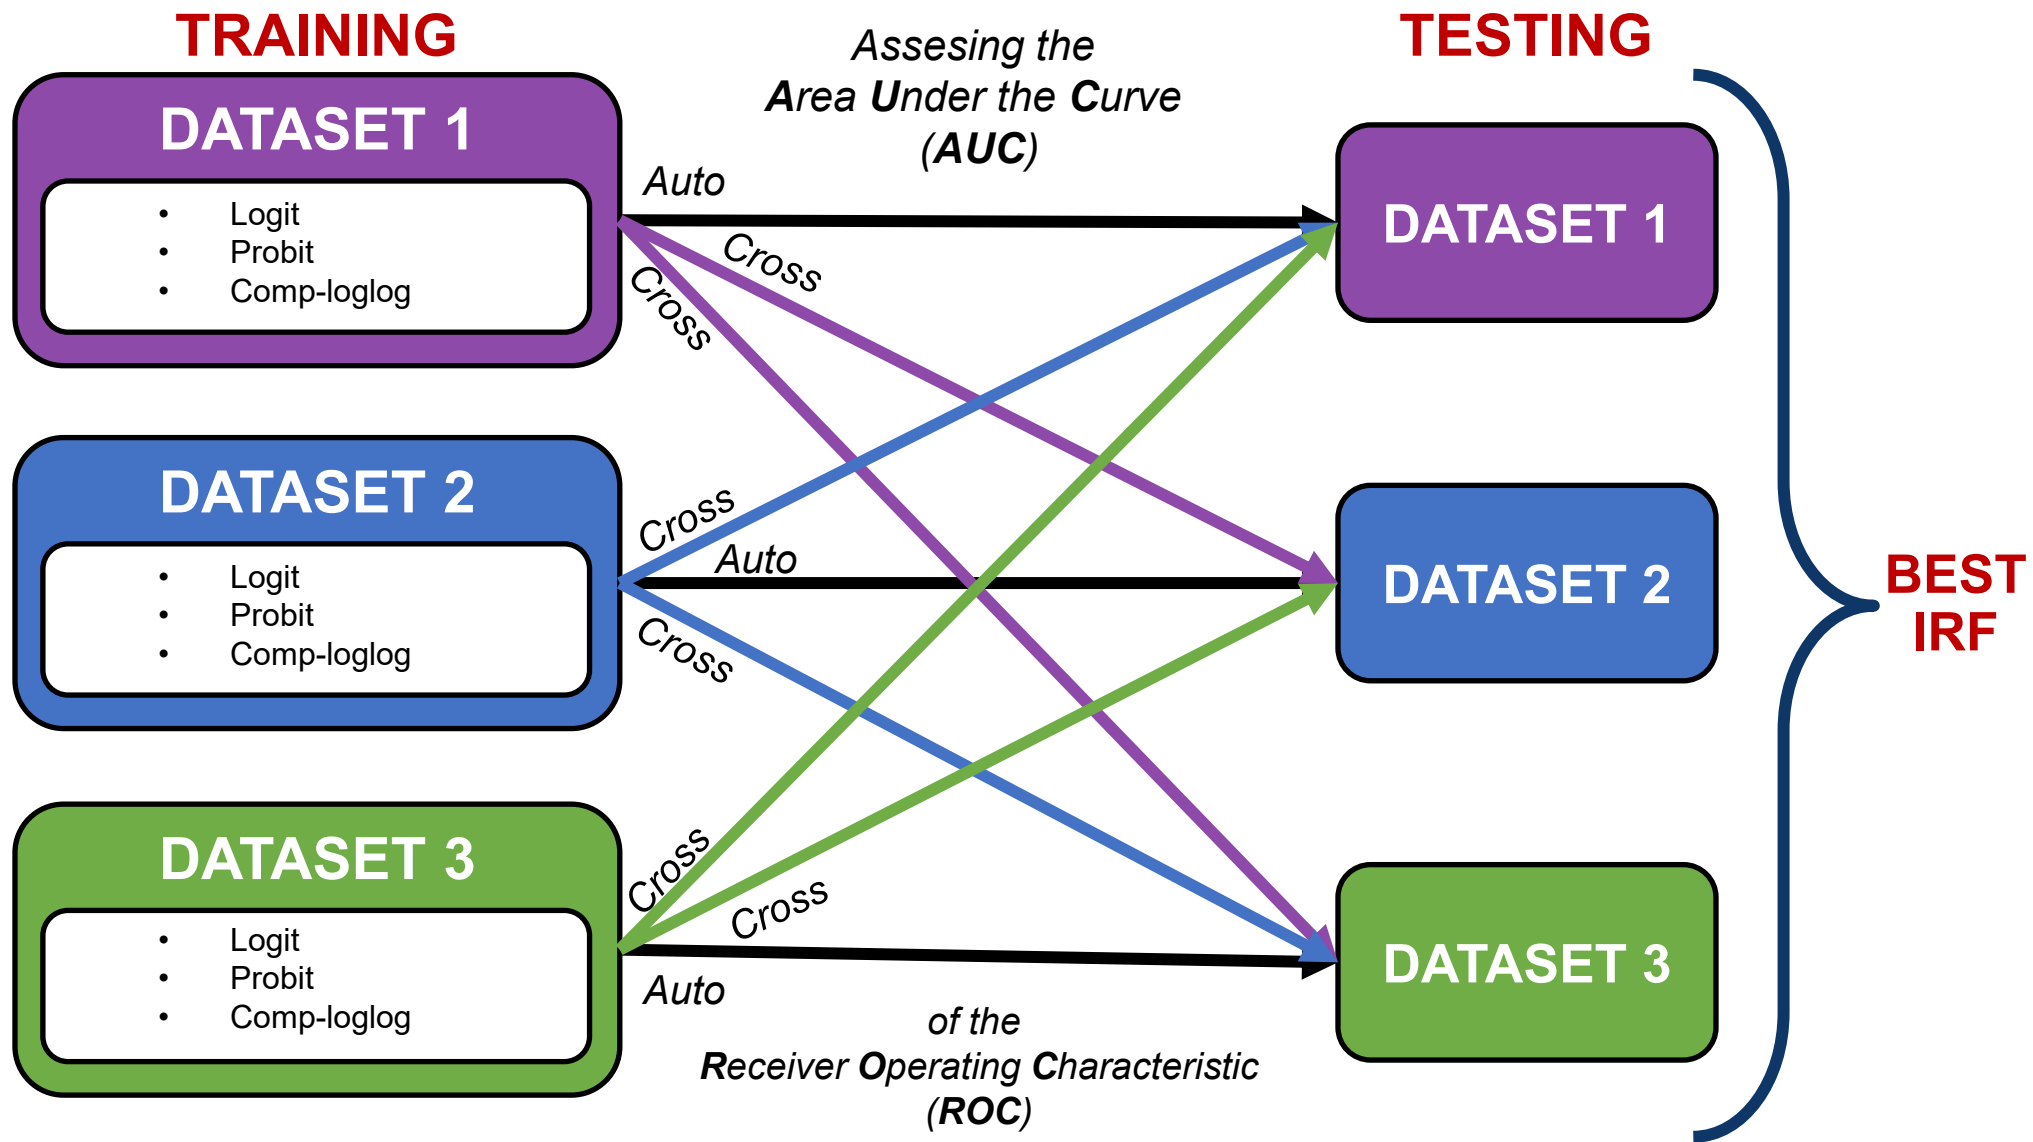 TRAINING
Assesing the
Area Under the Curve
(AUC)
TESTING
DATASET 1
• Logit
• Probit
• Comp-loglog
Auto
Cross
Cross
DATASET 1
DATASET 2
• Logit
• Probit
• Comp-loglog
Cross
Auto
Cross
DATASET 2
BEST
IRF
DATASET 3
• Logit
• Probit
• Comp-loglog
Cross
Cross
Auto
DATASET 3
of the
Receiver Operating Characteristic
(ROC)